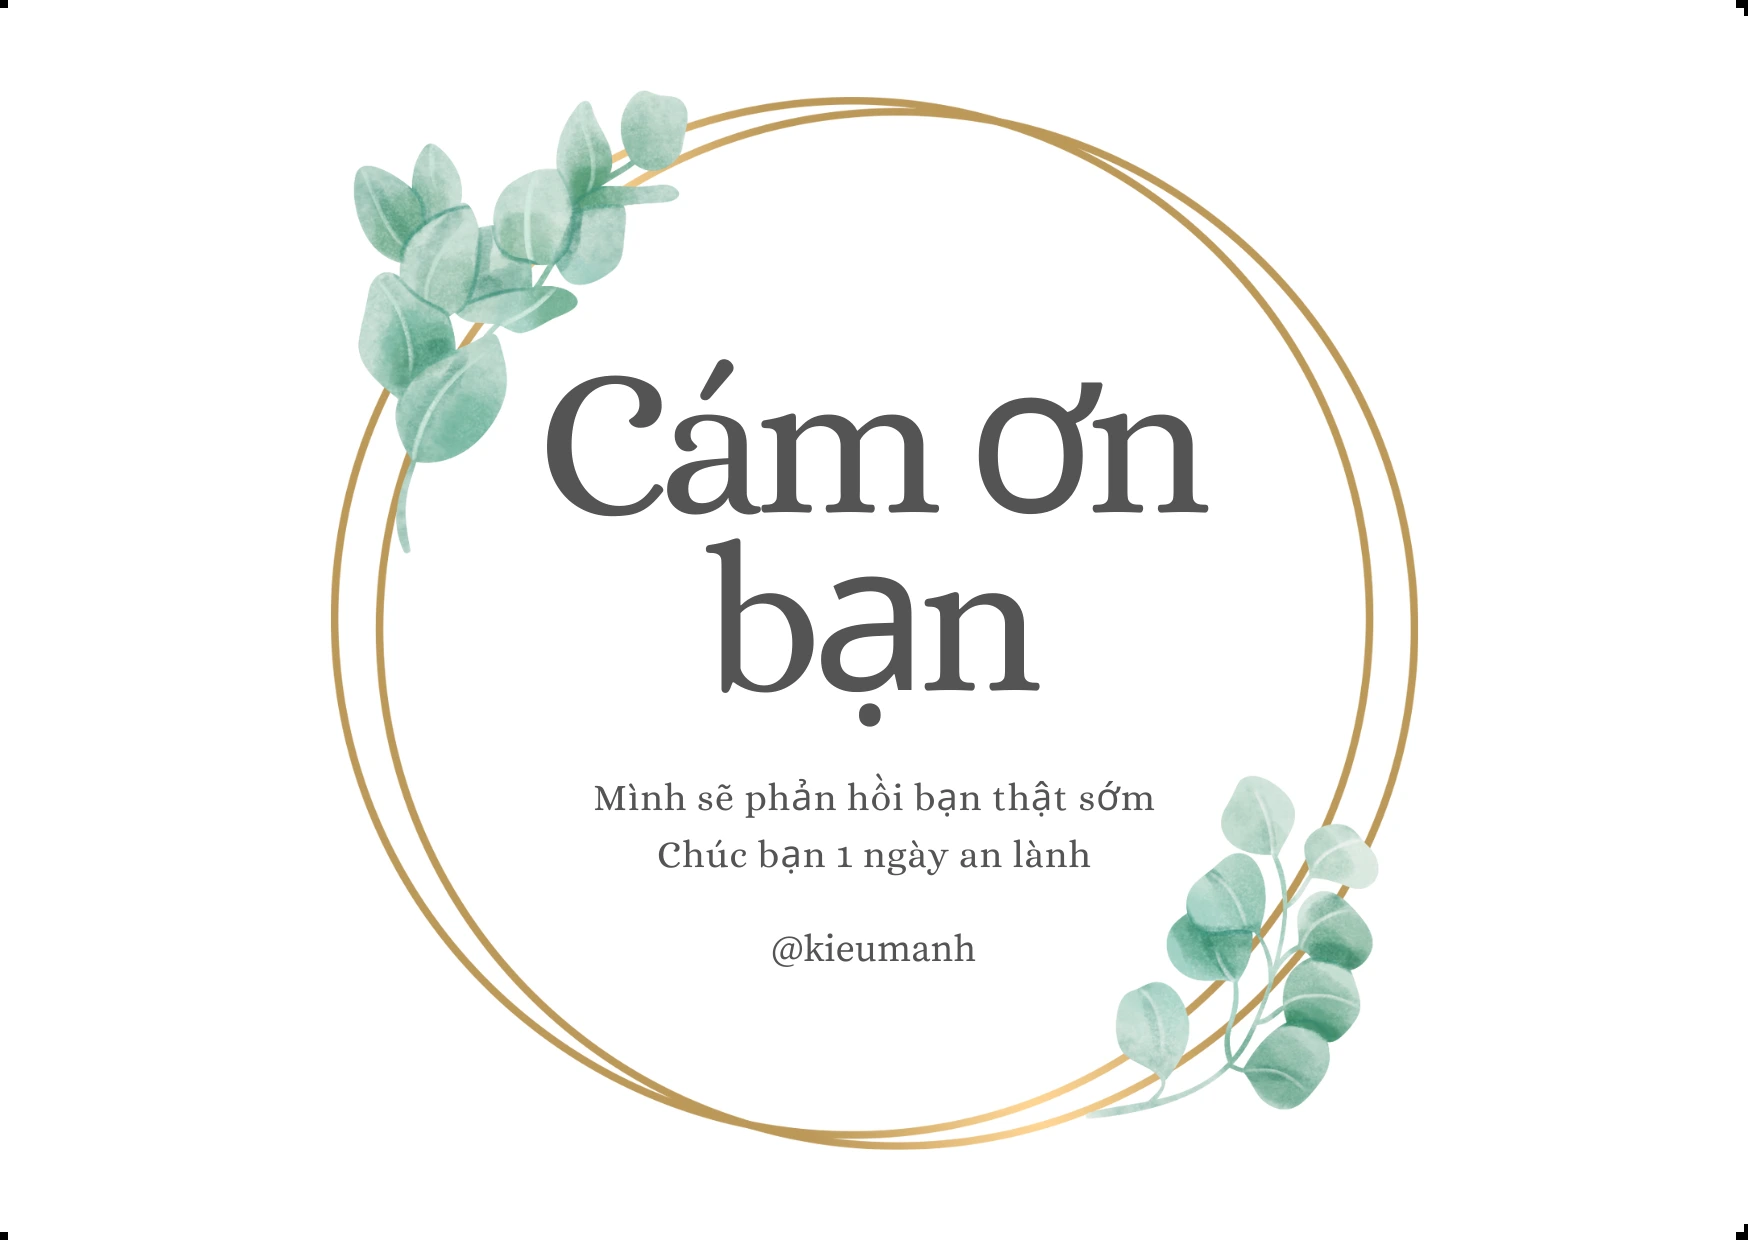 Cám ơn
bạn
Mình sẽ phản hồi bạn thật sớm
Chúc bạn 1 ngày an lành
@kieumanh